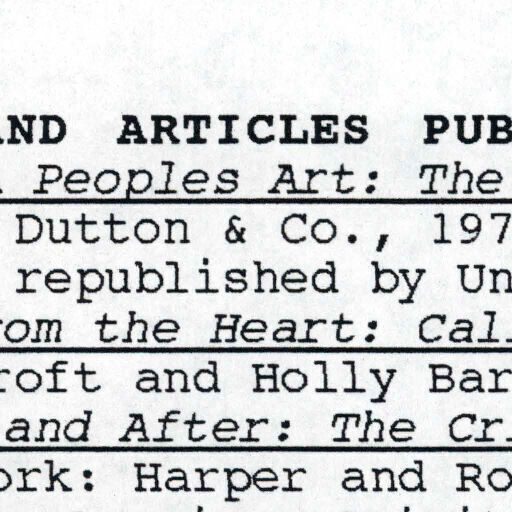 AND ARTICLES PUB
Peoples Art: The
Dutton & Co., 197
republished by Un
om the Heart: Cal
roft and Holly Bar
and After: The Cr
ork: Harper and Ro